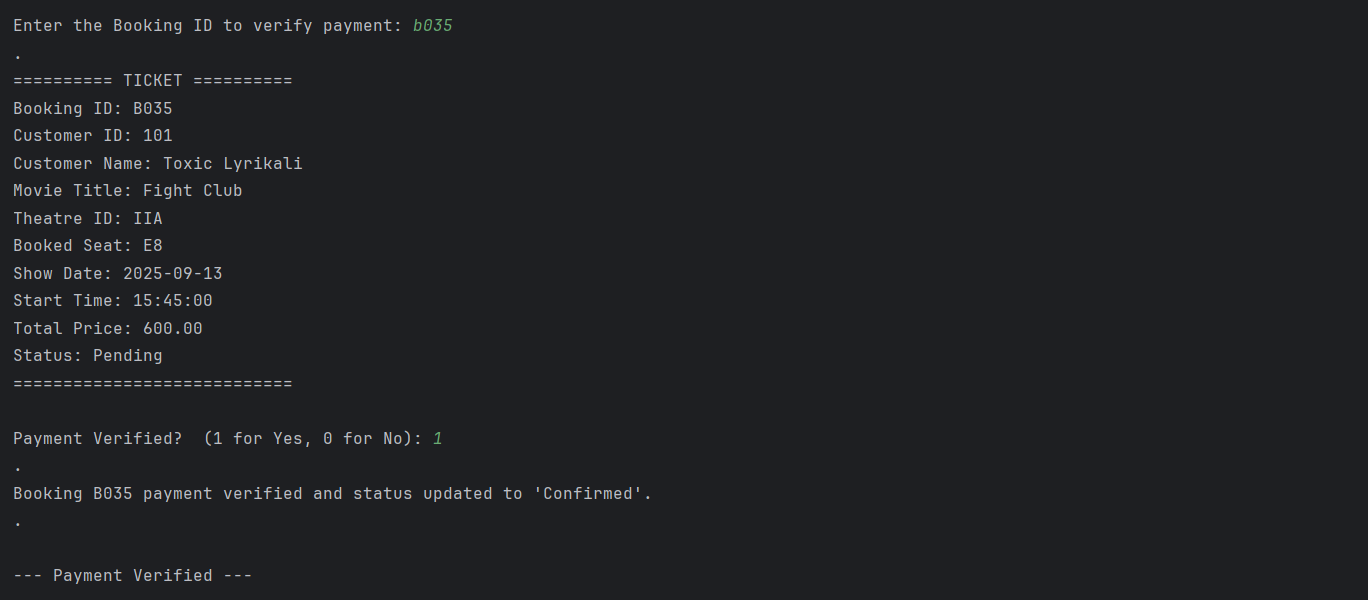 Enter the Booking ID to verify payment: b035
.
========== TICKET ==========
Booking ID: B035
Customer ID: 101
Customer Name: Toxic Lyrikali
Movie Title: Fight Club
Theatre ID: IIA
Booked Seat: E8
Show Date: 2025-09-13
Start Time: 15:45:00
Total Price: 600.00
Status: Pending
============================
Payment Verified?  (1 for Yes, 0 for No): 1
.
Booking B035 payment verified and status updated to 'Confirmed'.
.
--- Payment Verified ---